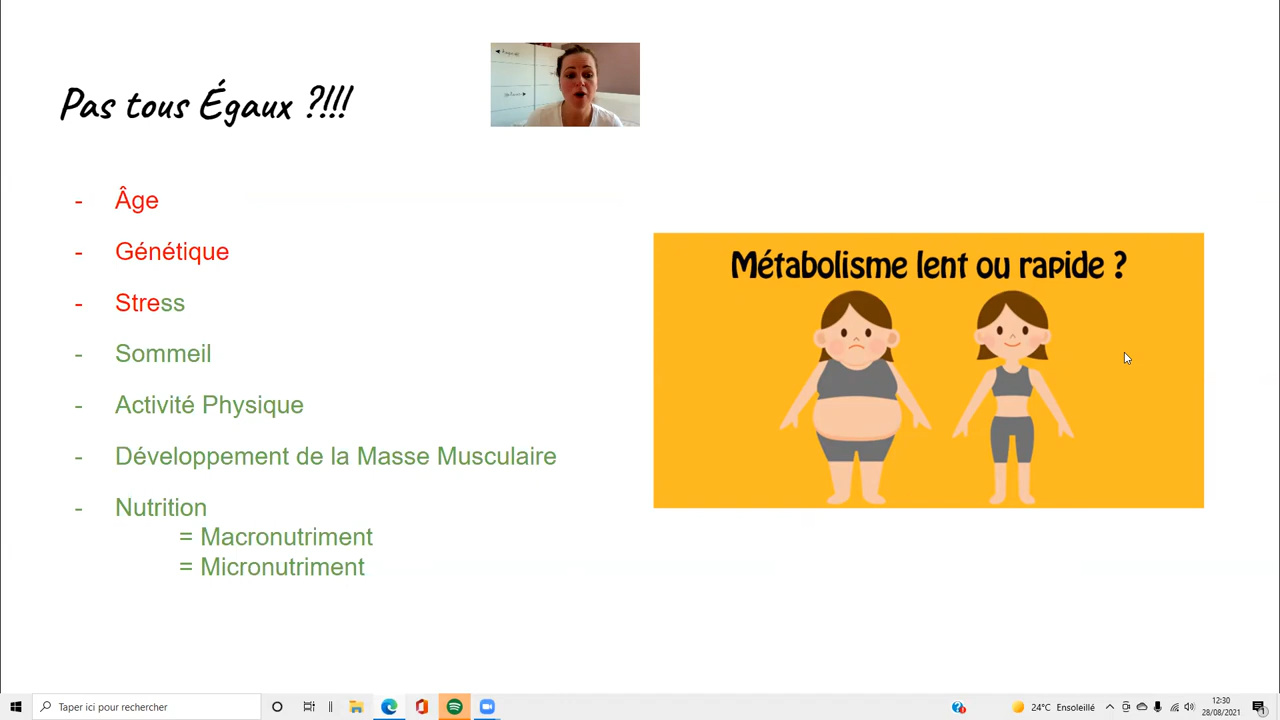 Pas tous Égaux ?!!!
- Âge
- Génétique
- Stress
- Sommeil
- Activité Physique
- Développement de la Masse Musculaire
- Nutrition
= Macronutriment
= Micronutriment
Métabolisme lent ou rapide ?
Taper ici pour rechercher
24°C Ensoleillé
12:30
28/08/2021